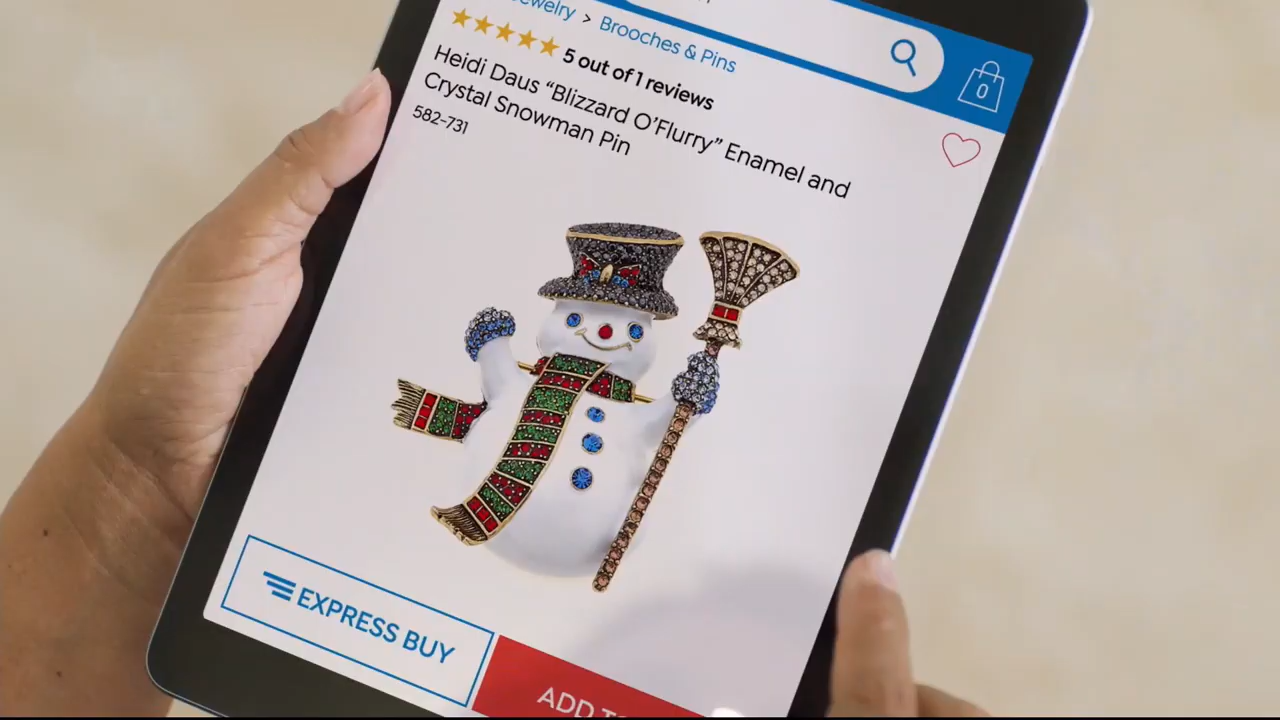 > Brooches & Pins
0
5 out of 1 reviews
Heidi Daus “Blizzard O’Flurry” Enamel and
Crystal Snowman Pin
582-731
EXPRESS BUY
ADD